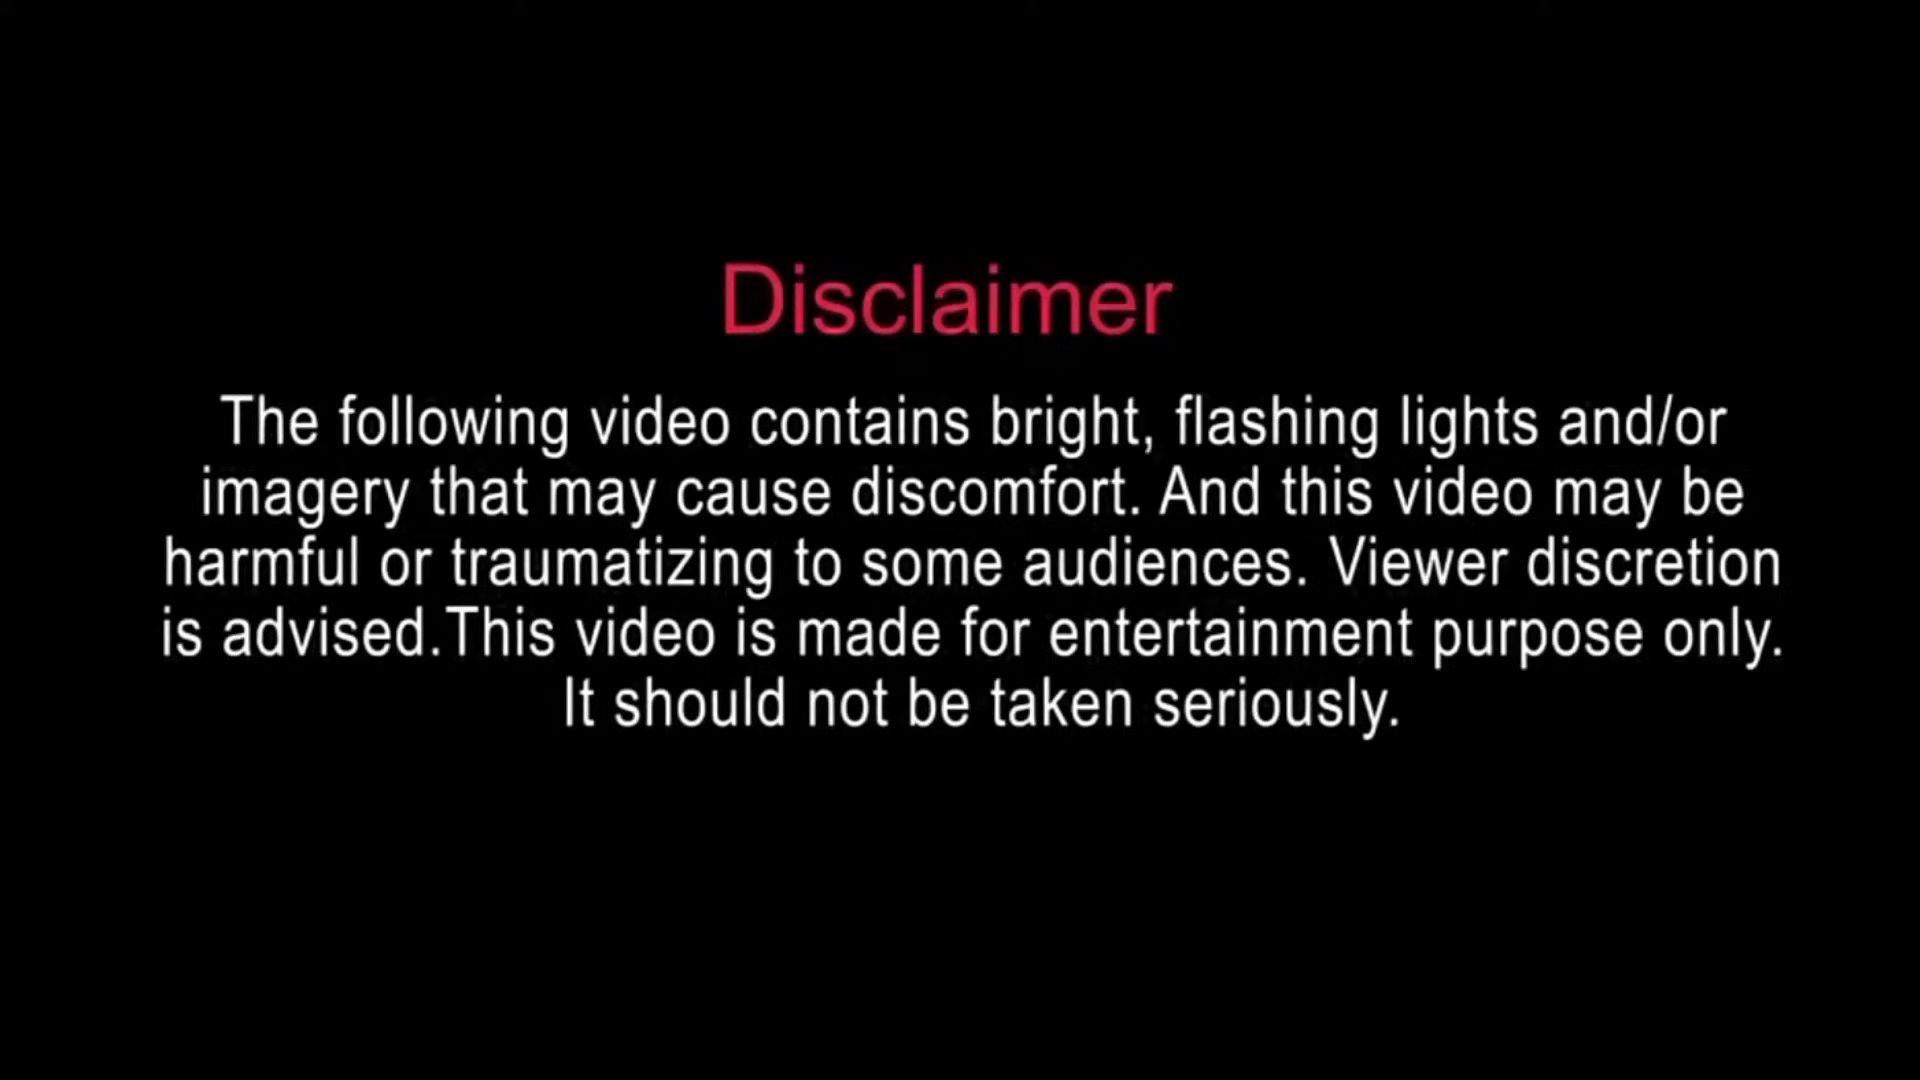 Disclaimer
The following video contains bright, flashing lights and/or
imagery that may cause discomfort. And this video may be
harmful or traumatizing to some audiences. Viewer discretion
is advised.This video is made for entertainment purpose only.
It should not be taken seriously.